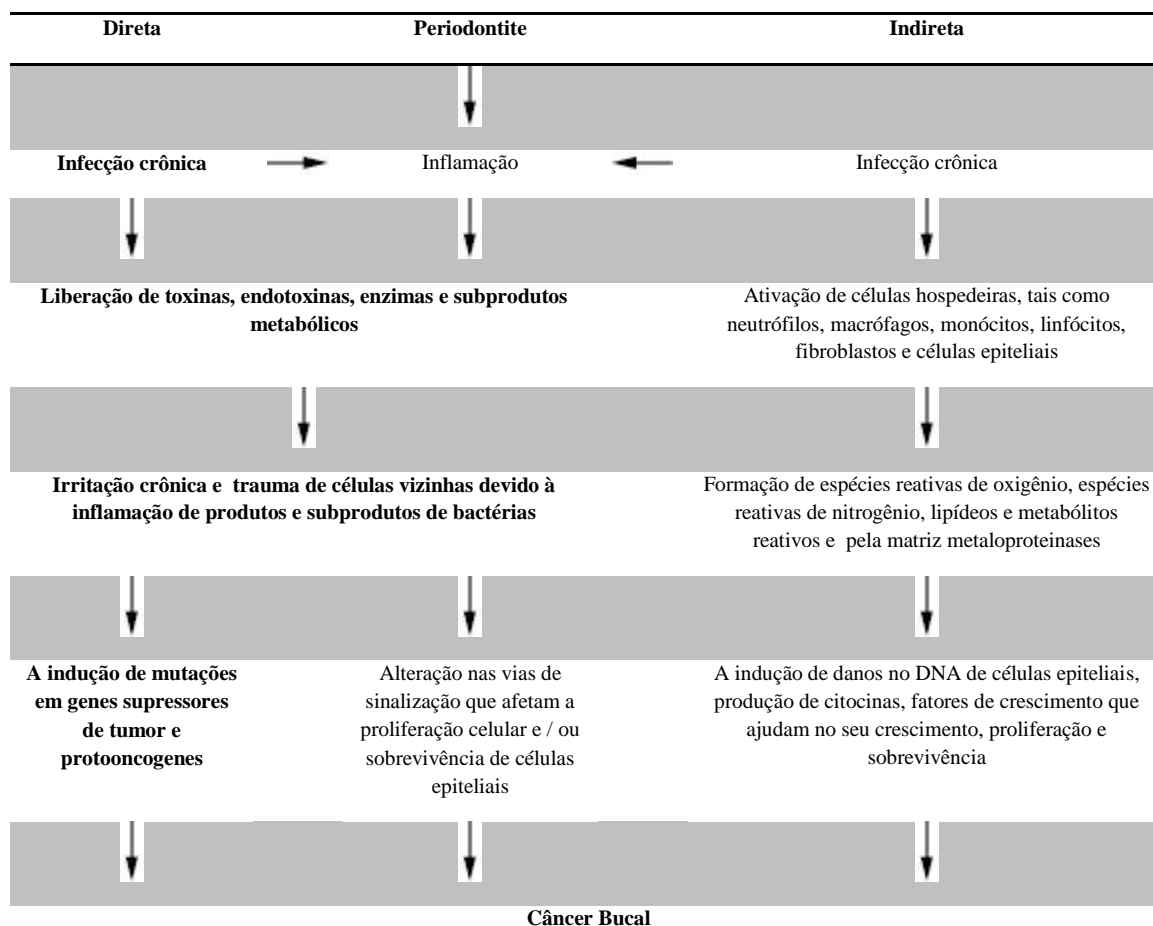 Direta
Periodontite
Indireta
Infecção crônica
Inflamação
Infecção crônica
Liberação de toxinas, endotoxinas, enzimas e subprodutos
metabólicos
Ativação de células hospedeiras, tais como
neutrófilos, macrófagos, monócitos, linfócitos,
fibroblastos e células epiteliais
Irritação crônica e trauma de células vizinhas devido à
inflamação de produtos e subprodutos de bactérias
Formação de espécies reativas de oxigênio, espécies
reativas de nitrogênio, lipídeos e metabólitos
reativos e pela matriz metaloproteinases
A indução de mutações
em genes supressores
de tumor e
protooncogenes
Alteração nas vias de
sinalização que afetam a
proliferação celular e / ou
sobrevivência de células
epiteliais
A indução de danos no DNA de células epiteliais,
produção de citocinas, fatores de crescimento que
ajudam no seu crescimento, proliferação e
sobrevivência
Câncer Bucal